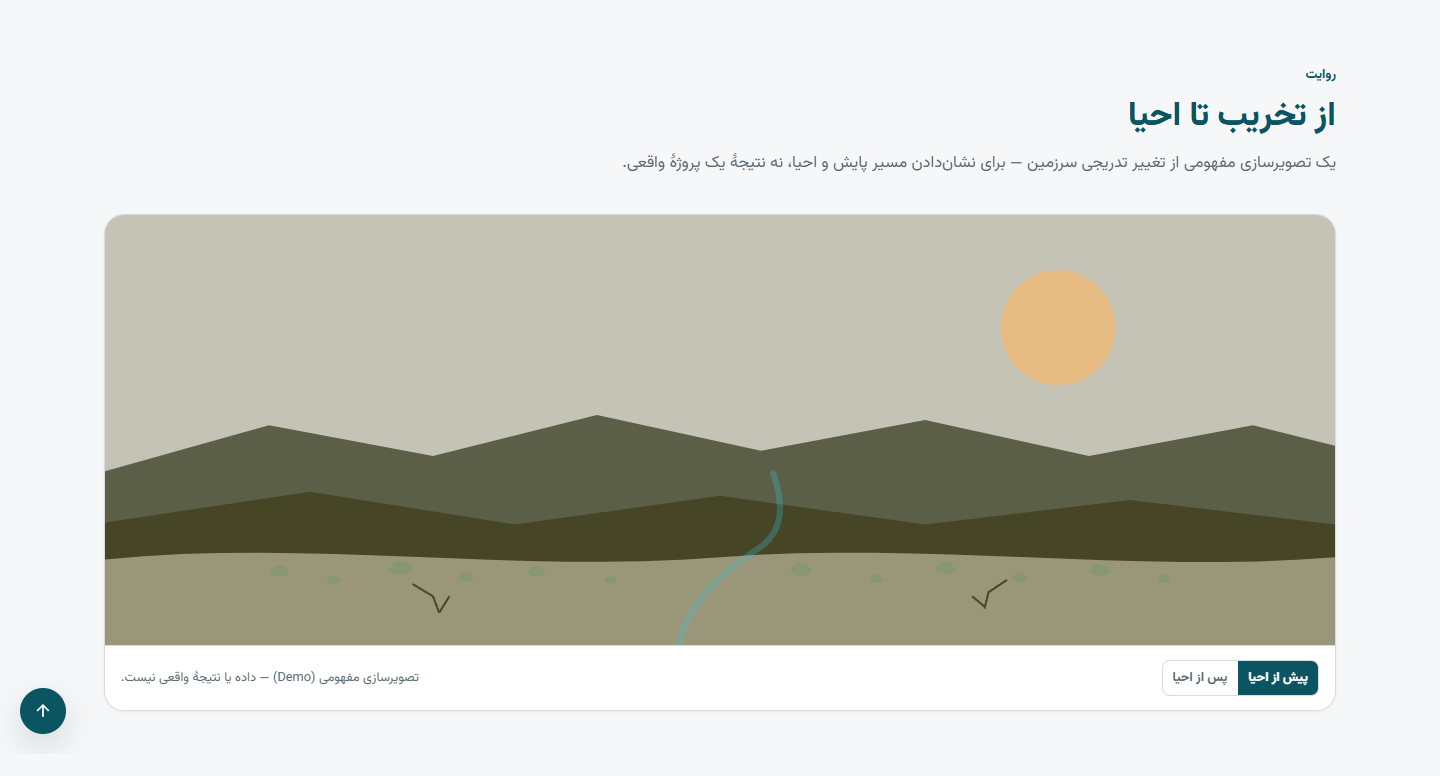 روایت
از تخریب تا احیا
یک تصویرسازی مفهومی از تغییر تدریجی سرزمین — برای نشان‌دادن مسیر پایش و احیا، نه نتیجهٔ یک پروژهٔ واقعی.
پیش از احیا
پس از احیا
تصویرسازی مفهومی (Demo) — داده یا نتیجهٔ واقعی نیست.